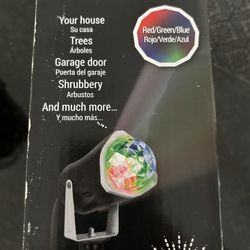 Your house
Su casa
Trees
Árboles
Garage door
Puerta del garaje
Shrubbery
Arbustos
And much more...
Y mucho más...
Red/Green/Blue
Rojo/Verde/Azul